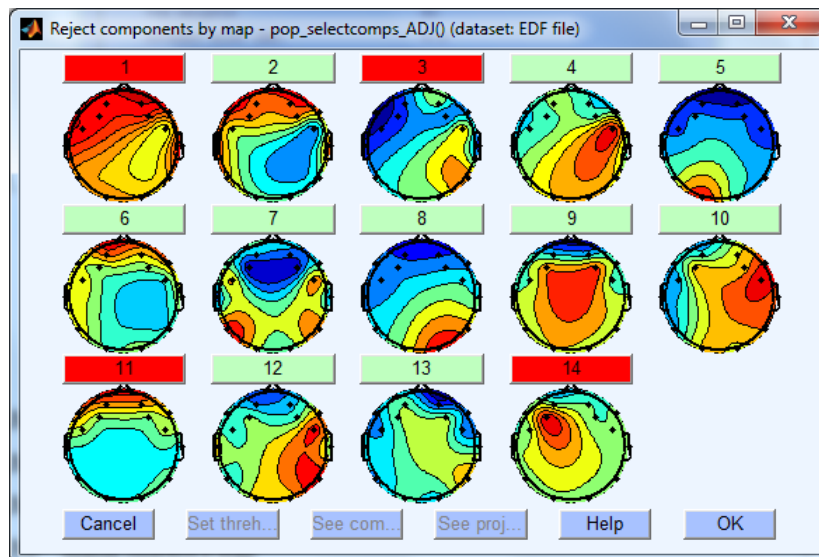 Reject components by map - pop_selectcomps_ADJ() (dataset: EDF file)
1 2 3 4 5
6 7 8 9 10
11 12 13 14
Cancel Set threh... See com... See proj... Help OK